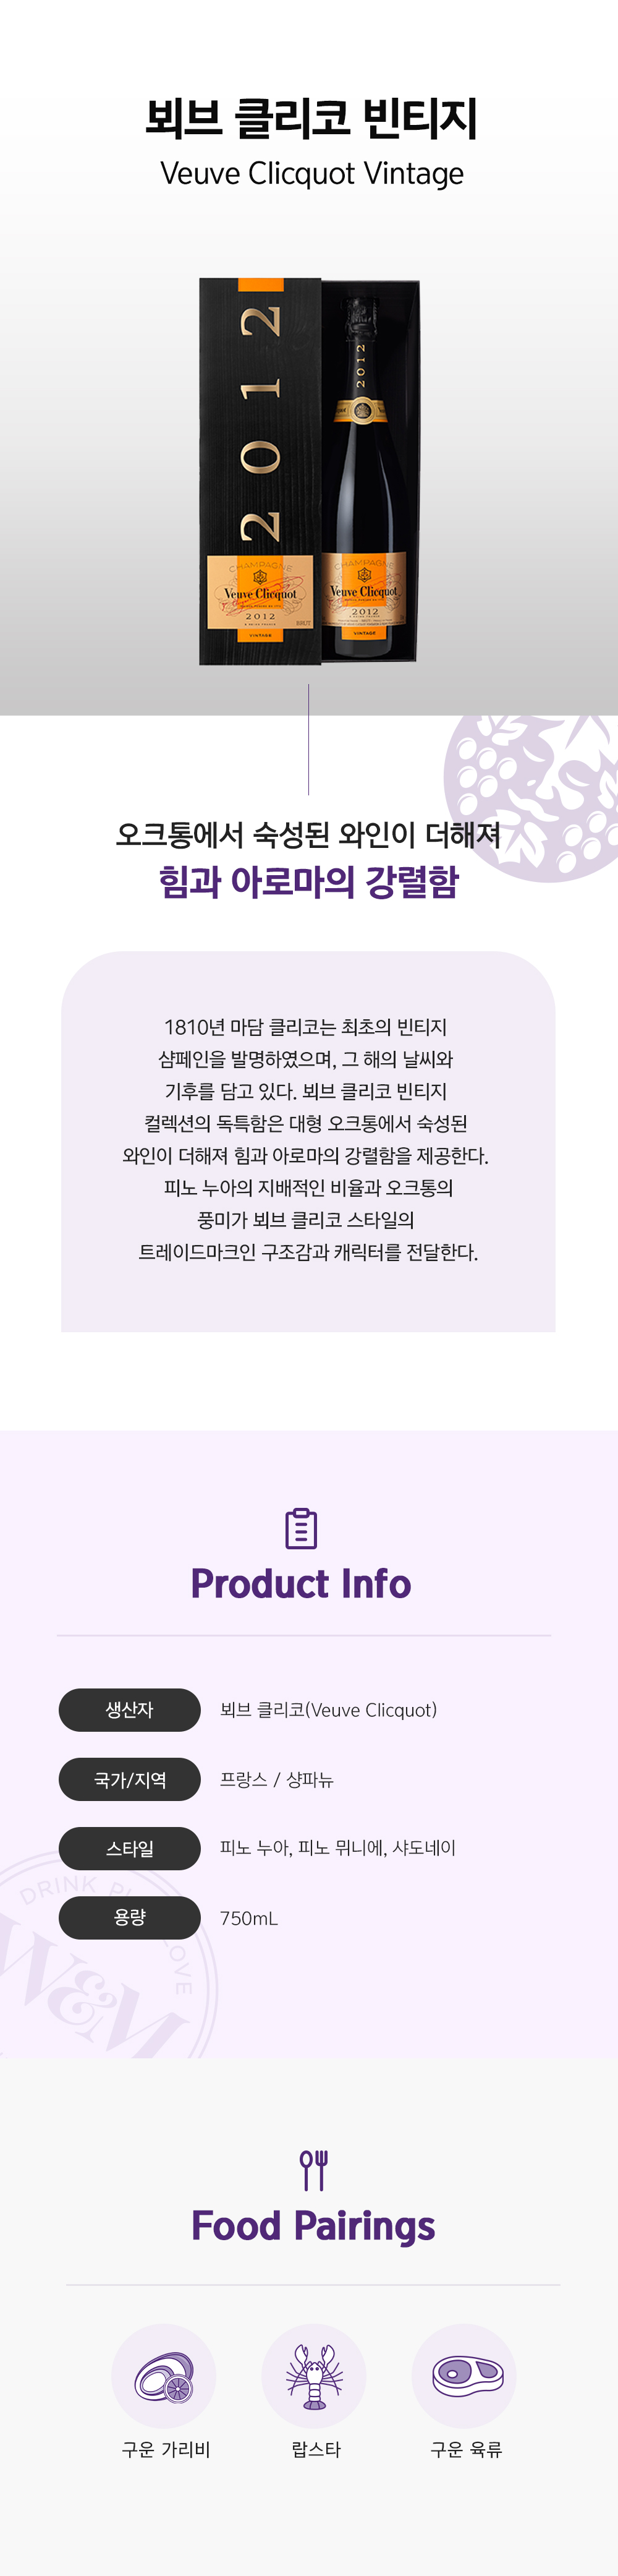 뵈브 클리코 빈티지
Veuve Clicquot Vintage
2012
2012
CHAMPAGNE
Veuve Clicquot
2012
BRUT
VINTAGE
CHAMPAGNE
Veuve Clicquot
2012
VINTAGE
오크통에서 숙성된 와인이 더해져
힘과 아로마의 강렬함
1810년 마담 클리코는 최초의 빈티지
샴페인을 발명하였으며, 그 해의 날씨와
기후를 담고 있다. 뵈브 클리코 빈티지
컬렉션의 독특함은 대형 오크통에서 숙성된
와인이 더해져 힘과 아로마의 강렬함을 제공한다.
피노 누아의 지배적인 비율과 오크통의
풍미가 뵈브 클리코 스타일의
트레이드마크인 구조감과 캐릭터를 전달한다.
Product Info
생산자 뵈브 클리코(Veuve Clicquot)
국가/지역 프랑스 / 샹파뉴
스타일 피노 누아, 피노 뮈니에, 샤도네이
용량 750mL
DRINK
W&M
Food Pairings
구운 가리비 랍스타 구운 육류